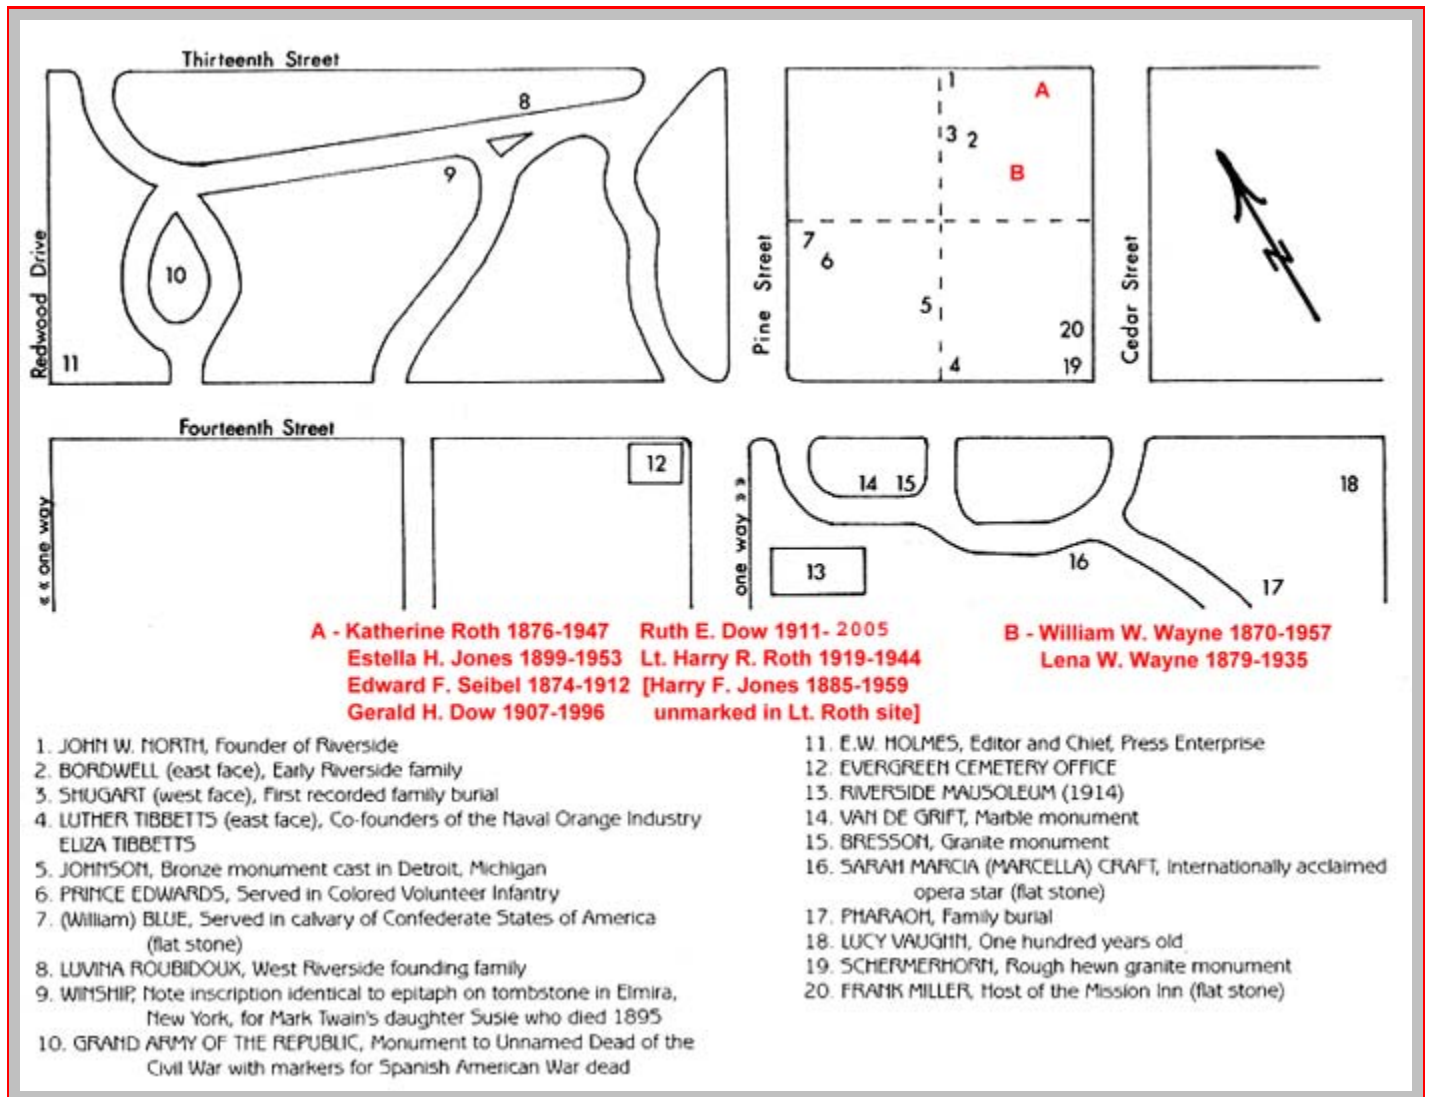 Thirteenth Street
8
9
10
11
Redwood Drive
1
A
3 2
B
7
6
5
20
4
19
Pine Street
Cedar Street
N
Fourteenth Street
12
14 15
18
13
16
17
« « one way
one way » »
A - Katherine Roth 1876-1947 Ruth E. Dow 1911- 2005
Estella H. Jones 1899-1953 Lt. Harry R. Roth 1919-1944
Edward F. Seibel 1874-1912 [Harry F. Jones 1885-1959
Gerald H. Dow 1907-1996 unmarked in Lt. Roth site]
B - William W. Wayne 1870-1957
Lena W. Wayne 1879-1935
1. JOHN W. NORTH, Founder of Riverside
2. BORDWELL (east face), Early Riverside family
3. SHUGART (west face), First recorded family burial
4. LUTHER TIBBETTS (east face), Co-founders of the Naval Orange Industry
ELIZA TIBBETTS
5. JOHNSON, Bronze monument cast in Detroit, Michigan
6. PRINCE EDWARDS, Served in Colored Volunteer Infantry
7. (William) BLUE, Served in calvary of Confederate States of America
(flat stone)
8. LUVINA ROUBIDOUX, West Riverside founding family
9. WINSHIP, Note inscription identical to epitaph on tombstone in Elmira,
New York, for Mark Twain's daughter Susie who died 1895
10. GRAND ARMY OF THE REPUBLIC, Monument to Unnamed Dead of the
Civil War with markers for Spanish American War dead
11. E.W. HOLMES, Editor and Chief, Press Enterprise
12. EVERGREEN CEMETERY OFFICE
13. RIVERSIDE MAUSOLEUM (1914)
14. VAN DE GRIFT, Marble monument
15. BRESSON, Granite monument
16. SARAH MARCIA (MARCELLA) CRAFT, Internationally acclaimed
opera star (flat stone)
17. PHARAOH, Family burial
18. LUCY VAUGHN, One hundred years old
19. SCHERMERHORN, Rough hewn granite monument
20. FRANK MILLER, Host of the Mission Inn (flat stone)